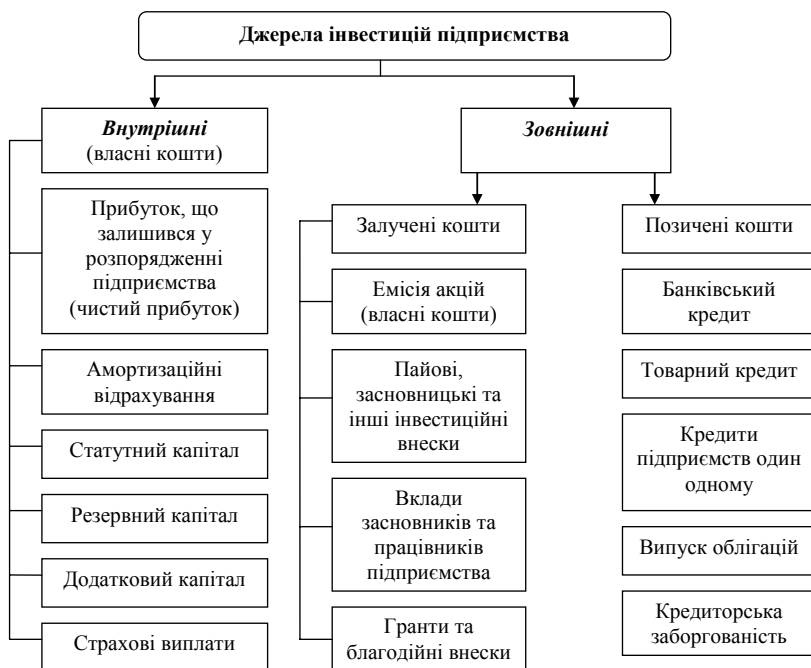 Джерела інвестицій підприємства
Внутрішні
(власні кошти)
Прибуток, що
залишився у
розпорядженні
підприємства
(чистий прибуток)
Амортизаційні
відрахування
Статутний капітал
Резервний капітал
Додатковий капітал
Страхові виплати
Зовнішні
Залучені кошти
Емісія акцій
(власні кошти)
Пайові,
засновницькі та
інші інвестиційні
внески
Вклади
засновників та
працівників
підприємства
Гранти та
благодійні внески
Позичені кошти
Банківський
кредит
Товарний кредит
Кредити
підприємств один
одному
Випуск облігацій
Кредиторська
заборгованість